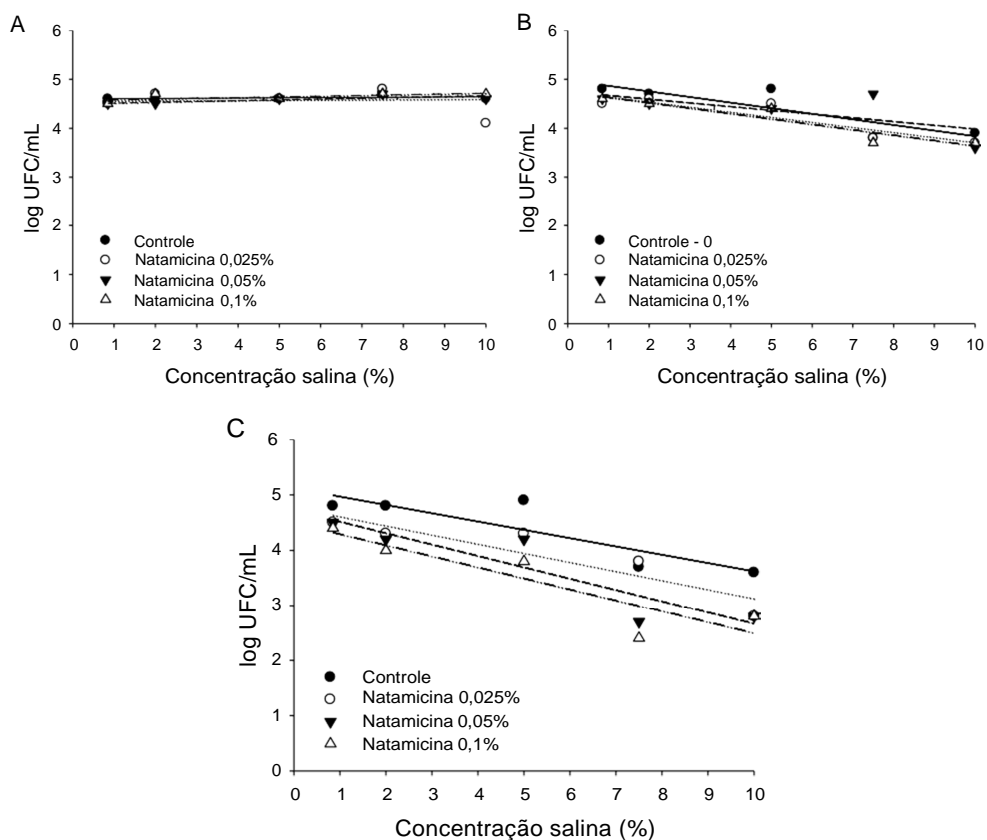 A
log UFC/mL
6
5
4
3
2
1
0
Controle
Natamicina 0,025%
Natamicina 0,05%
Natamicina 0,1%
0 1 2 3 4 5 6 7 8 9 10
Concentração salina (%)
B
log UFC/mL
6
5
4
3
2
1
0
Controle - 0
Natamicina 0,025%
Natamicina 0,05%
Natamicina 0,1%
0 1 2 3 4 5 6 7 8 9 10
Concentração salina (%)
C
log UFC/mL
6
5
4
3
2
1
0
Controle
Natamicina 0,025%
Natamicina 0,05%
Natamicina 0,1%
0 1 2 3 4 5 6 7 8 9 10
Concentração salina (%)